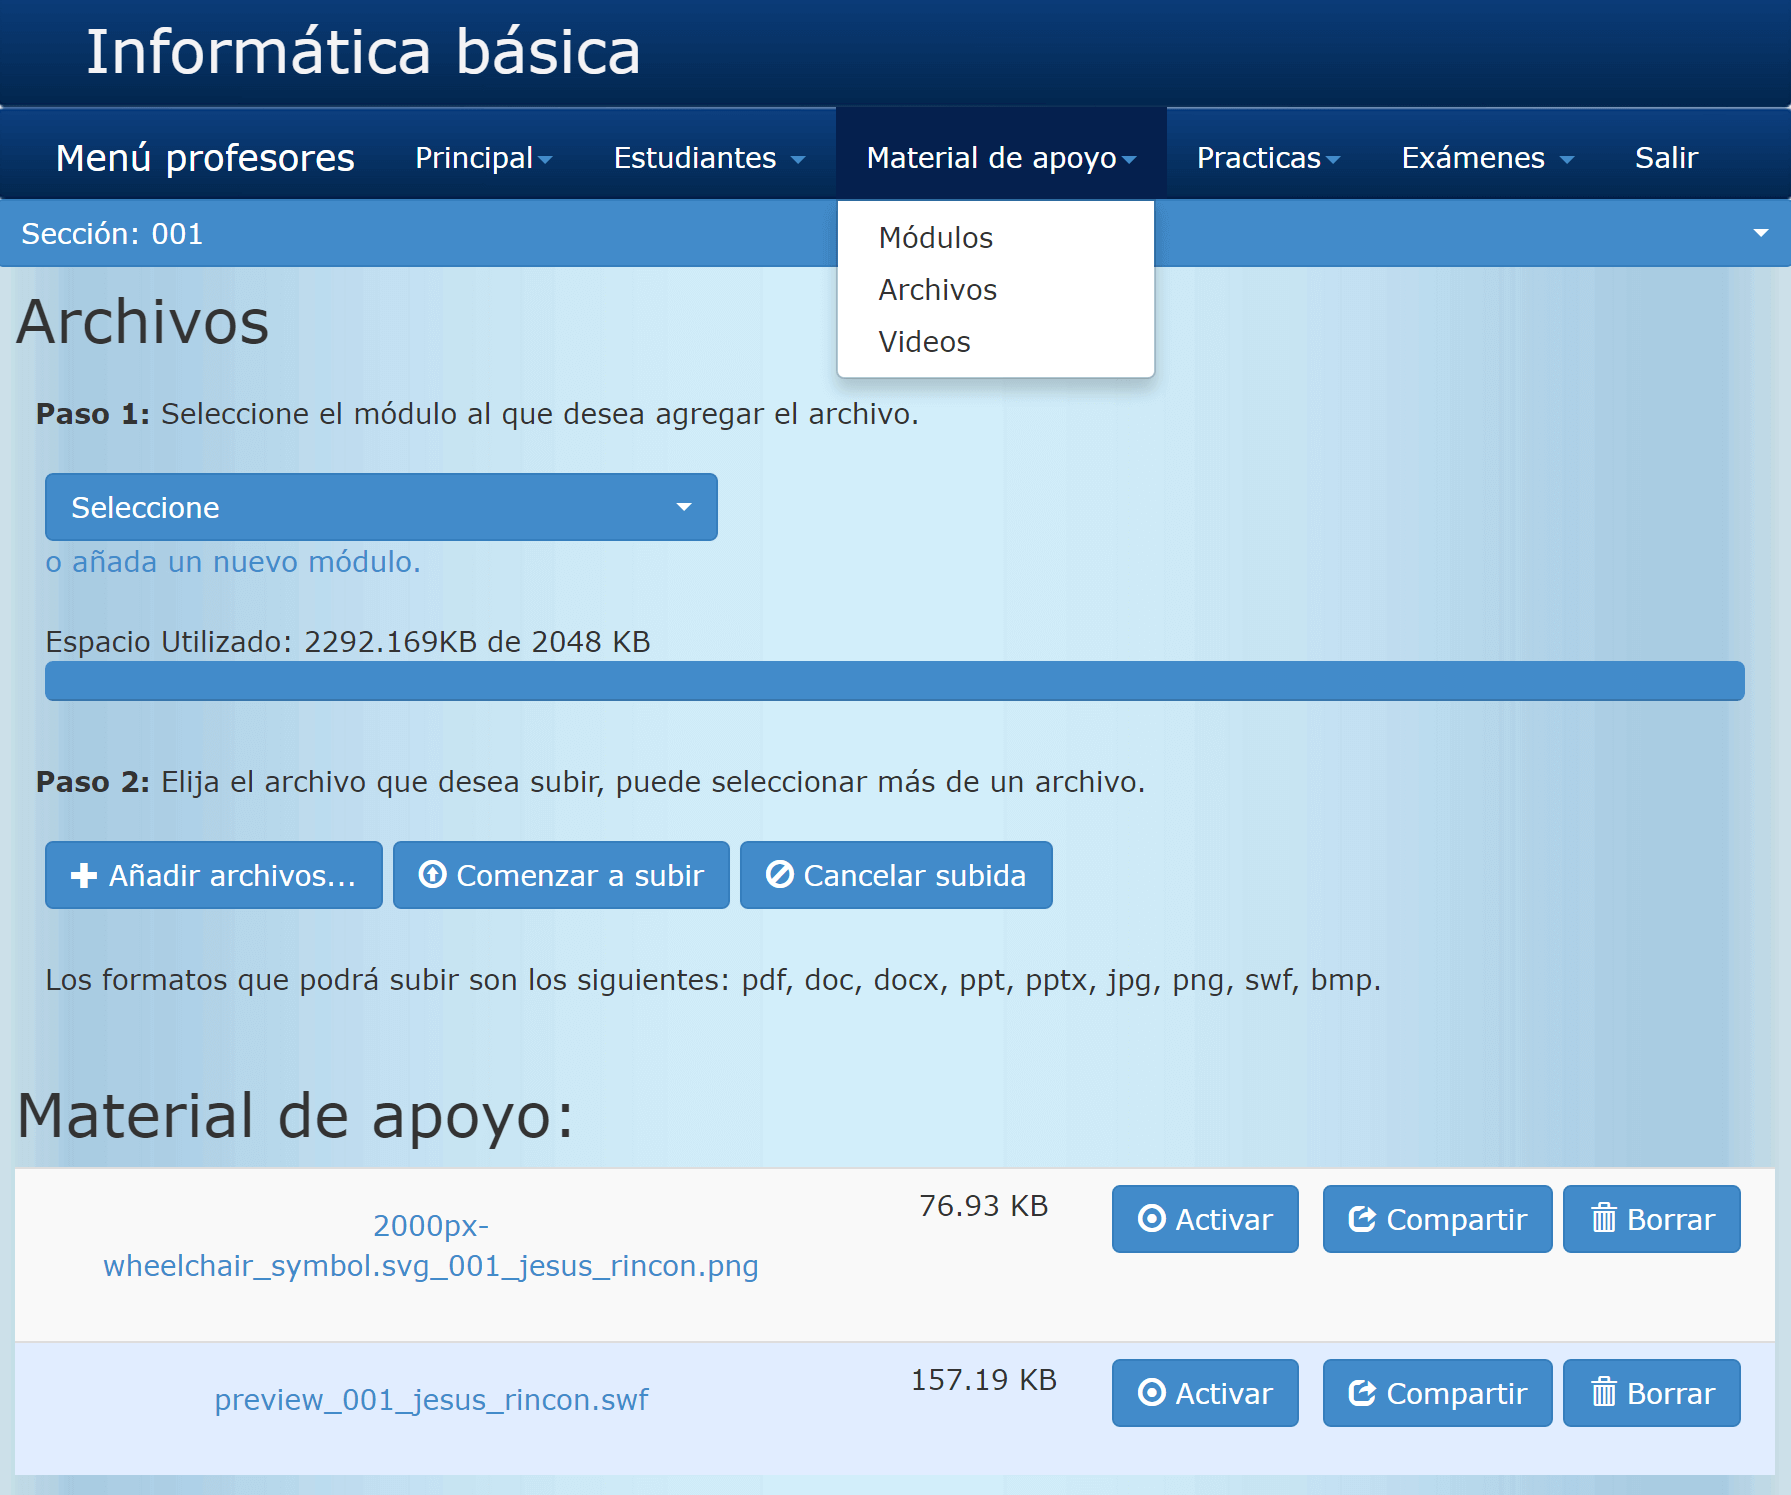 Informática básica
Menú profesores Principal Estudiantes Material de apoyo Practicas Exámenes Salir
Sección: 001
Módulos
Archivos
Videos
Archivos
Paso 1: Seleccione el módulo al que desea agregar el archivo.
Seleccione
o añada un nuevo módulo.
Espacio Utilizado: 2292.169KB de 2048 KB
Paso 2: Elija el archivo que desea subir, puede seleccionar más de un archivo.
Añadir archivos... Comenzar a subir Cancelar subida
Los formatos que podrá subir son los siguientes: pdf, doc, docx, ppt, pptx, jpg, png, swf, bmp.
Material de apoyo:
2000px-
wheelchair_symbol.svg_001_jesus_rincon.png
76.93 KB Activar Compartir Borrar
preview_001_jesus_rincon.swf
157.19 KB Activar Compartir Borrar